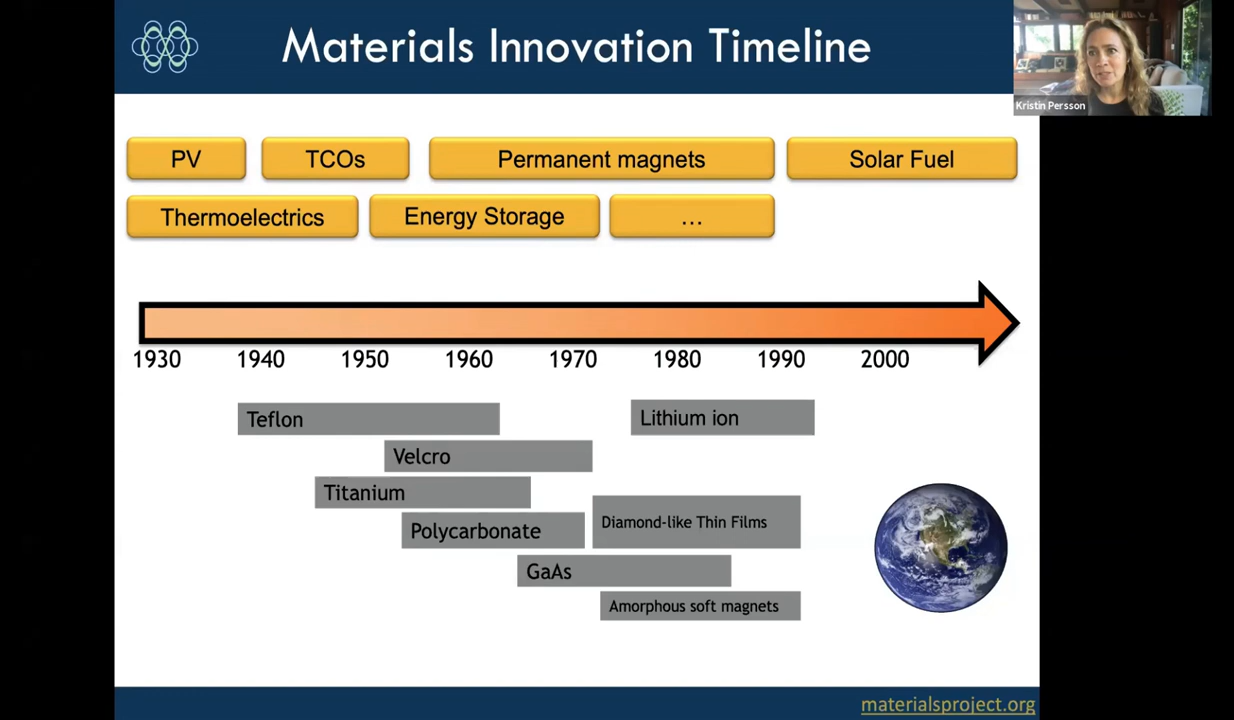 Materials Innovation Timeline
Kristin Persson
PV
TCOs
Permanent magnets
Solar Fuel
Thermoelectrics
Energy Storage
...
1930 1940 1950 1960 1970 1980 1990 2000
Teflon
Lithium ion
Velcro
Titanium
Diamond-like Thin Films
Polycarbonate
GaAs
Amorphous soft magnets
materialsproject.org